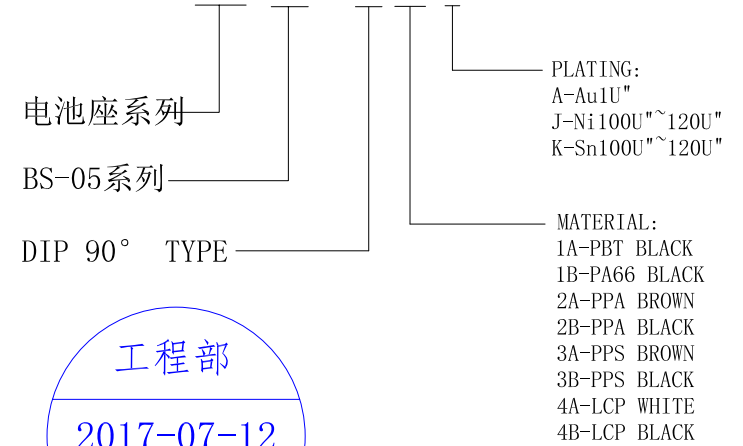 电池座系列
BS-05系列
DIP 90° TYPE
PLATING:
A-Au1U"
J-Ni100U"~120U"
K-Sn100U"~120U"
MATERIAL:
1A-PBT BLACK
1B-PA66 BLACK
2A-PPA BROWN
2B-PPA BLACK
3A-PPS BROWN
3B-PPS BLACK
4A-LCP WHITE
4B-LCP BLACK
工程部
2017-07-12